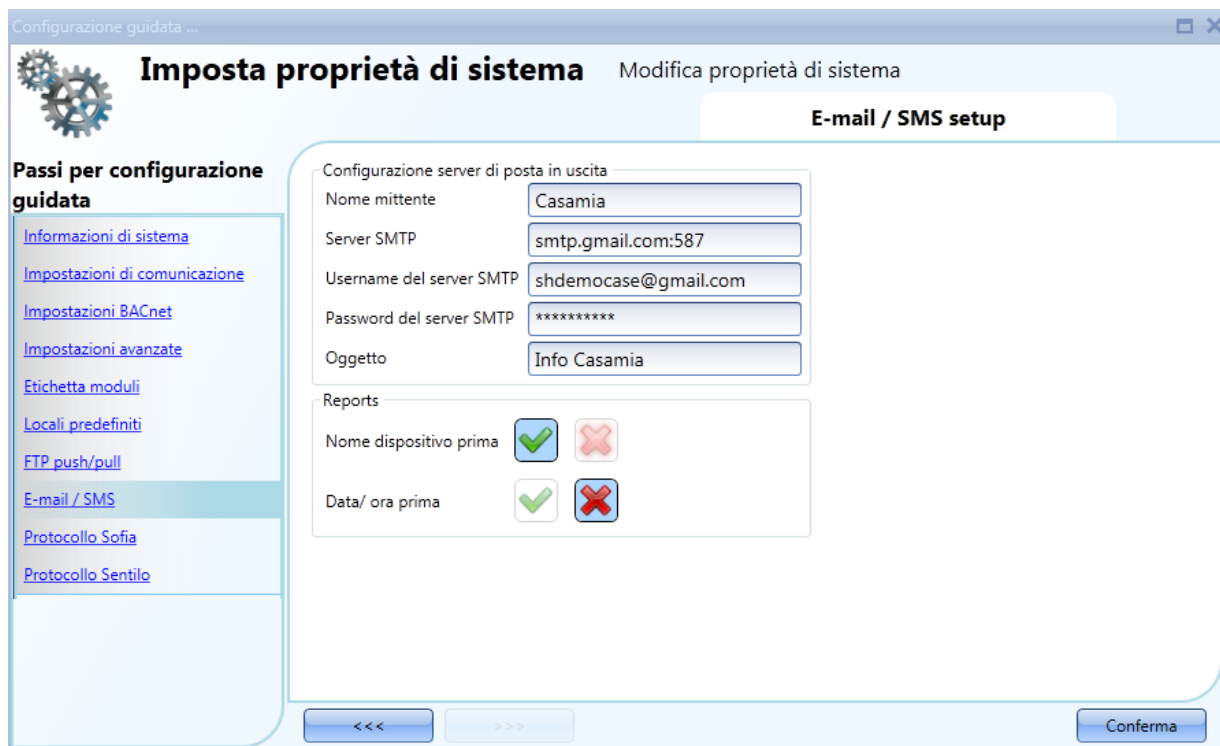 Configurazione guidata ...
Imposta proprietà di sistema
Modifica proprietà di sistema
E-mail / SMS setup
Passi per configurazione
guidata
Informazioni di sistema
Impostazioni di comunicazione
Impostazioni BACnet
Impostazioni avanzate
Etichetta moduli
Locali predefiniti
FTP push/pull
E-mail / SMS
Protocollo Sofia
Protocollo Sentilo
Configurazione server di posta in uscita
Nome mittente
Casamia
Server SMTP
smtp.gmail.com:587
Username del server SMTP
shdemocase@gmail.com
Password del server SMTP
**********
Oggetto
Info Casamia
Reports
Nome dispositivo prima
Data/ ora prima
<<<
>>>
Conferma